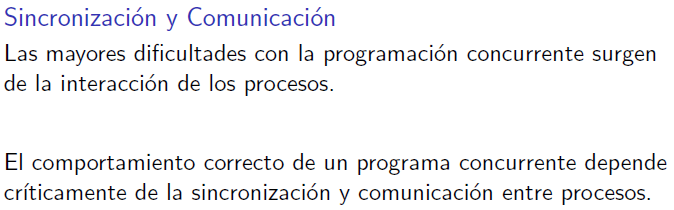 Sincronización y Comunicación
Las mayores dificultades con la programación concurrente surgen
de la interacción de los procesos.
El comportamiento correcto de un programa concurrente depende
críticamente de la sincronización y comunicación entre procesos.